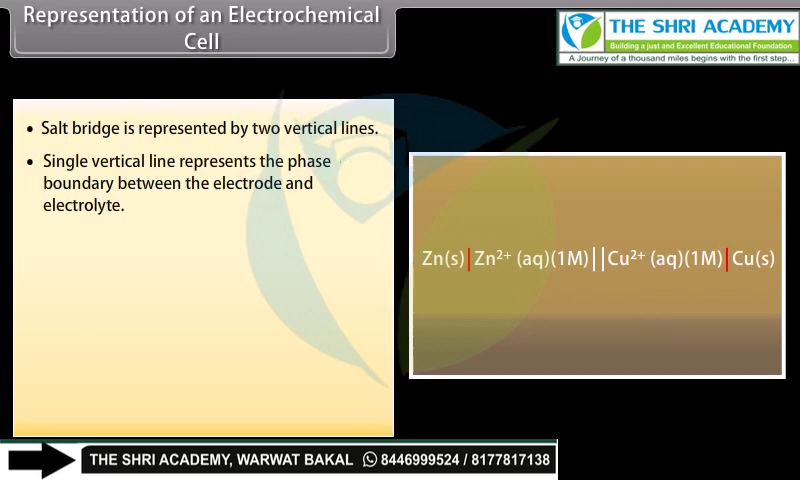 Representation of an Electrochemical
Cell
THE SHRI ACADEMY
Building a just and Excellent Educational Foundation
A Journey of a thousand miles begins with the first step...
• Salt bridge is represented by two vertical lines.
• Single vertical line represents the phase
boundary between the electrode and
electrolyte.
Zn(s)|Zn²⁺ (aq)(1M)||Cu²⁺ (aq)(1M)|Cu(s)
THE SHRI ACADEMY, WARWAT BAKAL 8446999524 / 8177817138